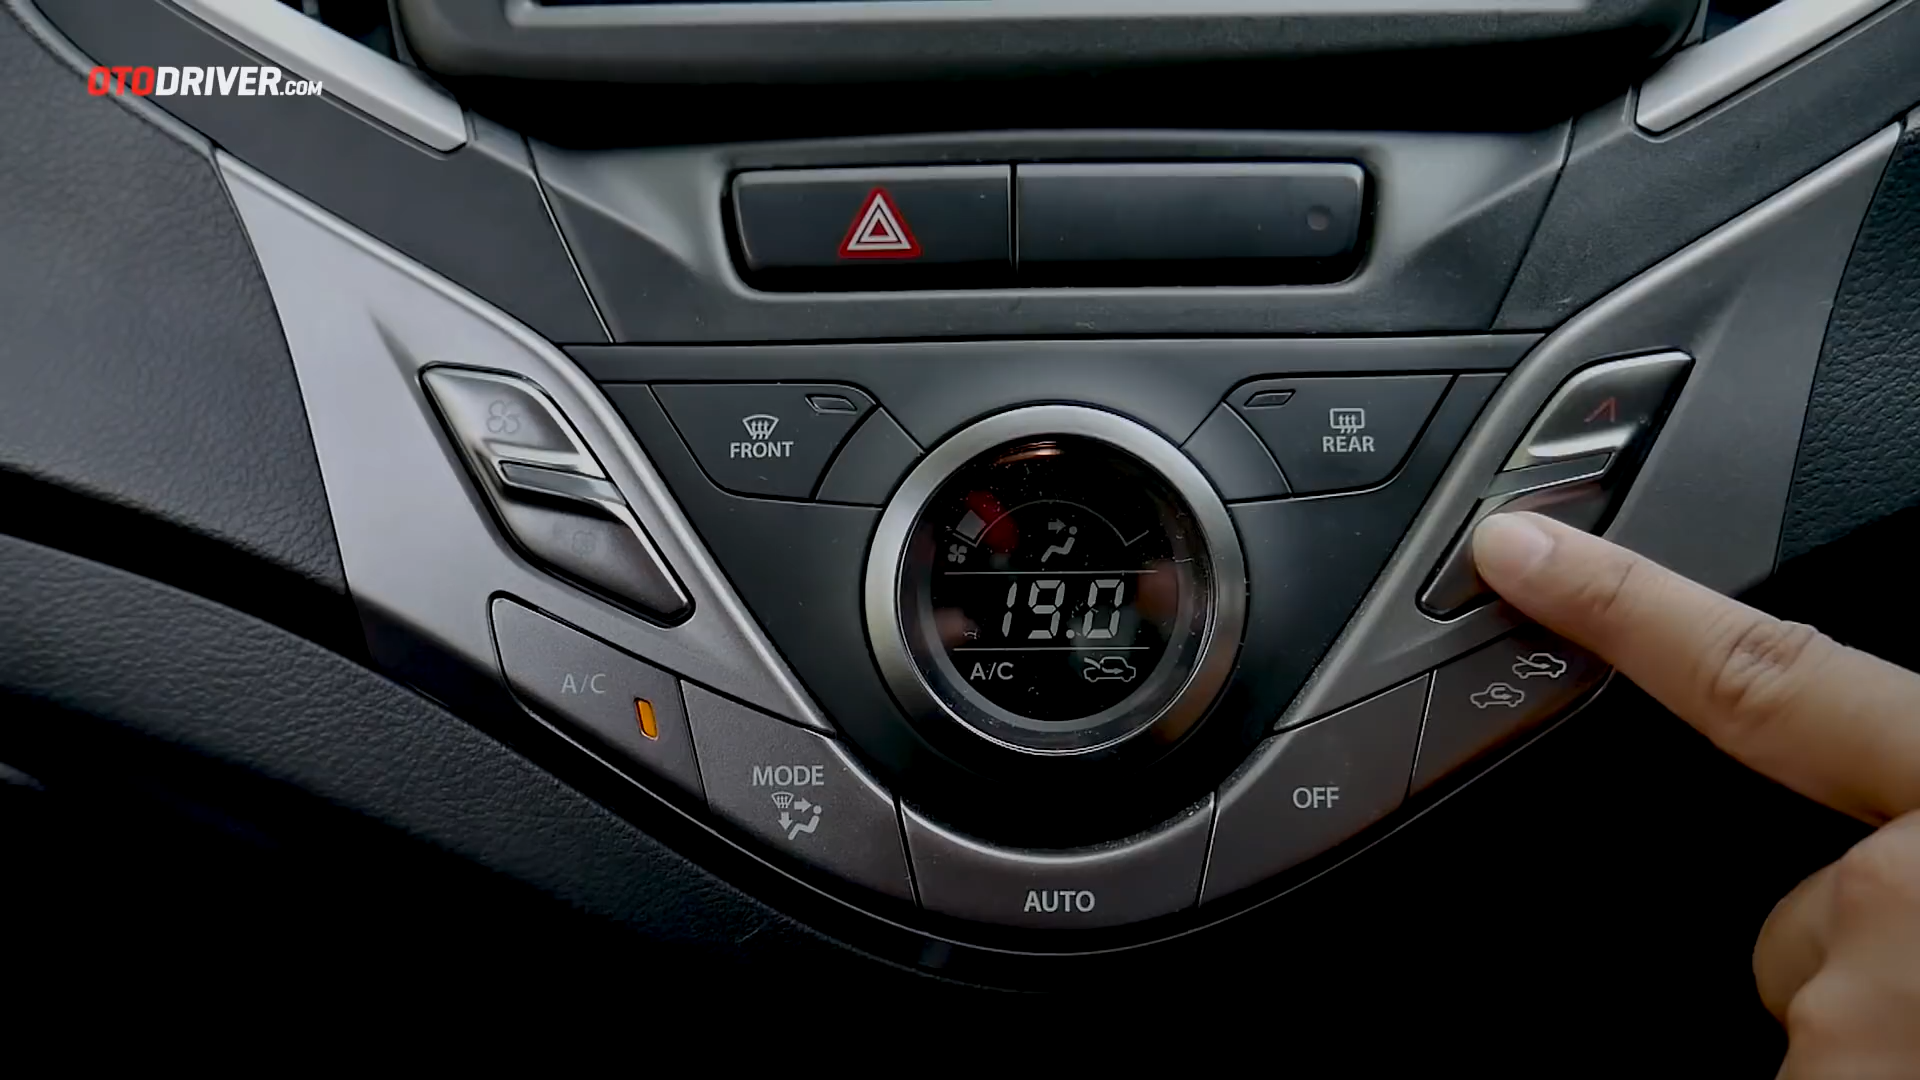 OTODRIVER.COM
FRONT
REAR
19.0
A/C
A/C
MODE
OFF
AUTO